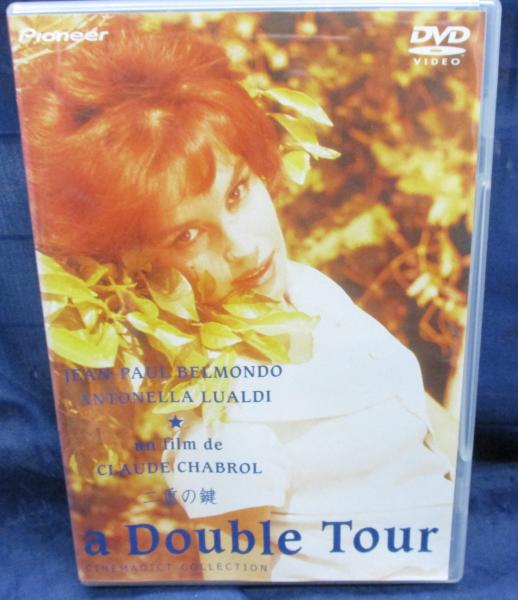 Pioneer
DVD
VIDEO
JEAN-PAUL BELMONDO
ANTONELLA LUALDI
un film de
CLAUDE CHABROL
二重の鍵
a Double Tour
CINEMADICT COLLECTION